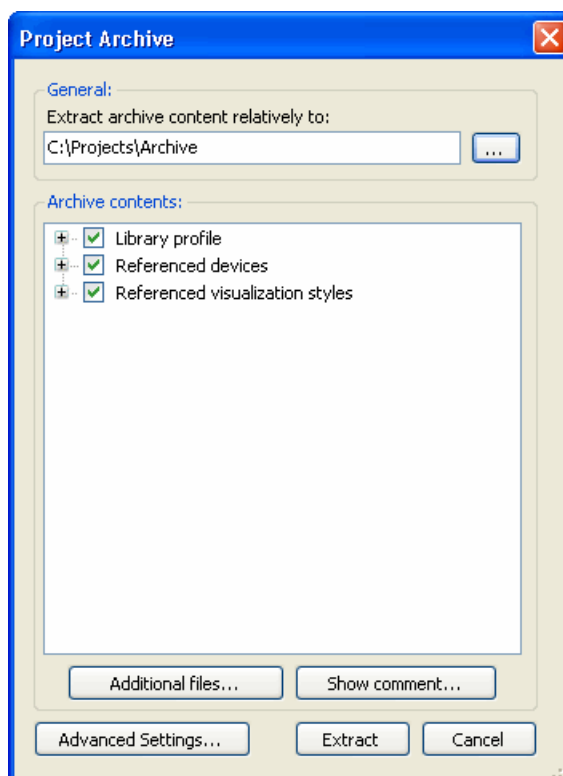 Project Archive
General:
Extract archive content relatively to:
C:\Projects\Archive
...
Archive contents:
Library profile
Referenced devices
Referenced visualization styles
Additional files...
Show comment...
Advanced Settings...
Extract
Cancel